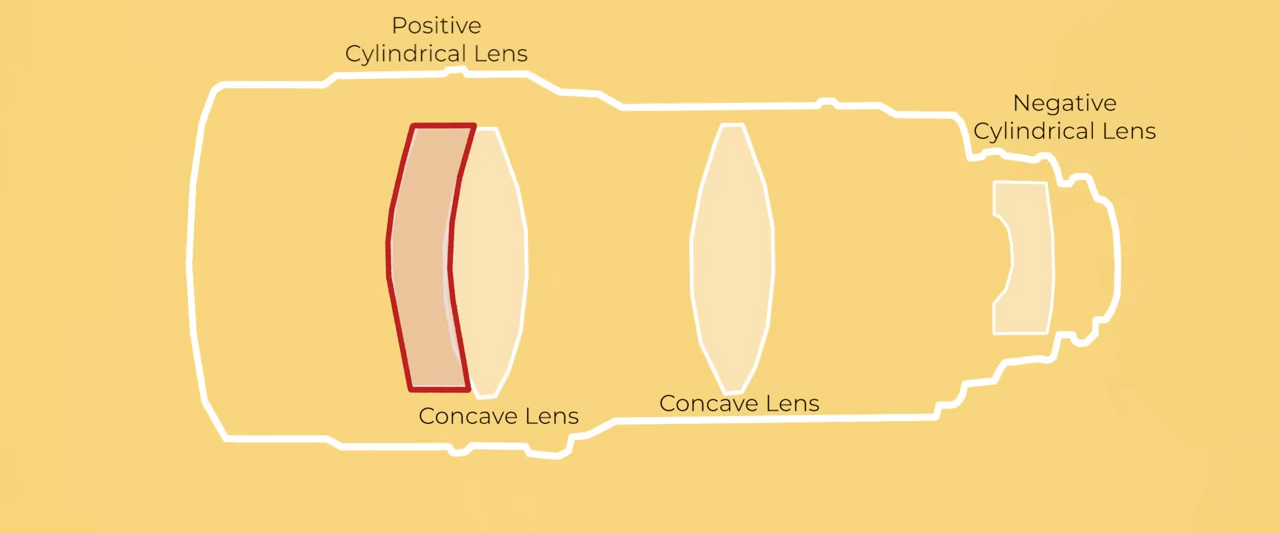 Positive
Cylindrical Lens
Negative
Cylindrical Lens
Concave Lens
Concave Lens